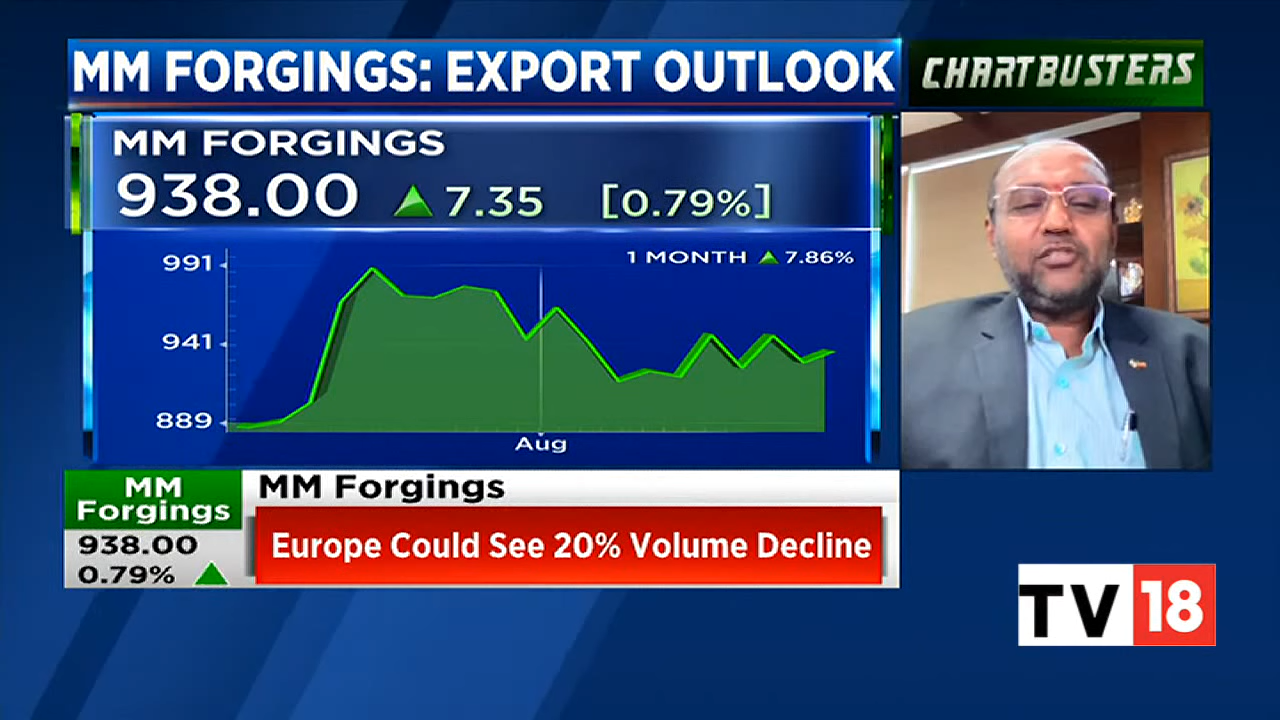 MM FORGINGS: EXPORT OUTLOOK
CHARTBUSTERS
MM FORGINGS
938.00 ▲ 7.35 [0.79%]
1 MONTH ▲ 7.86%
991
941
889
Aug
MM Forgings
938.00
0.79% ▲
MM Forgings
Europe Could See 20% Volume Decline
TV18